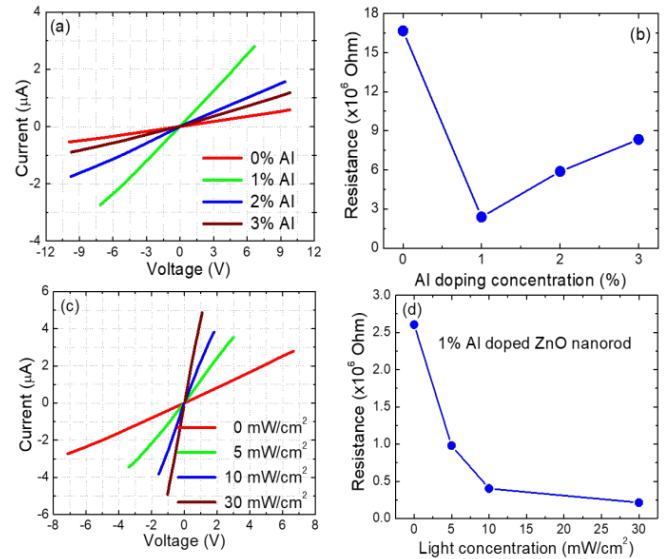 (a)
Current (μA)
4
2
0
-2
-4
-12 -9 -6 -3 0 3 6 9 12
Voltage (V)
0% Al
1% Al
2% Al
3% Al
(b)
Resistance (x10⁶ Ohm)
18
15
12
9
6
3
0
0 1 2 3
Al doping concentration (%)
(c)
Current (μA)
6
4
2
0
-2
-4
-6
-8 -6 -4 -2 0 2 4 6 8
Voltage (V)
0 mW/cm²
5 mW/cm²
10 mW/cm²
30 mW/cm²
(d)
1% Al doped ZnO nanorod
Resistance (x10⁶ Ohm)
3.0
2.5
2.0
1.5
1.0
0.5
0.0
0 5 10 15 20 25 30
Light concentration (mW/cm²)